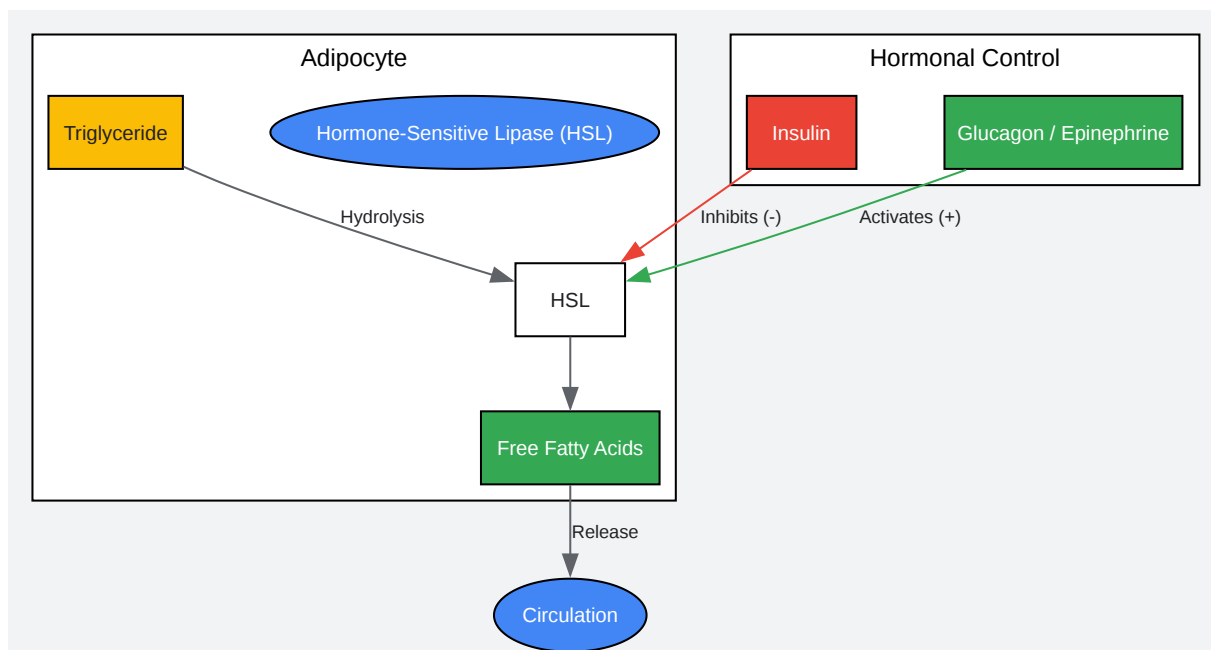 Adipocyte
Hormonal Control
Triglyceride
Hormone-Sensitive Lipase (HSL)
Insulin
Glucagon / Epinephrine
Hydrolysis
Inhibits (-)
Activates (+)
HSL
Free Fatty Acids
Release
Circulation